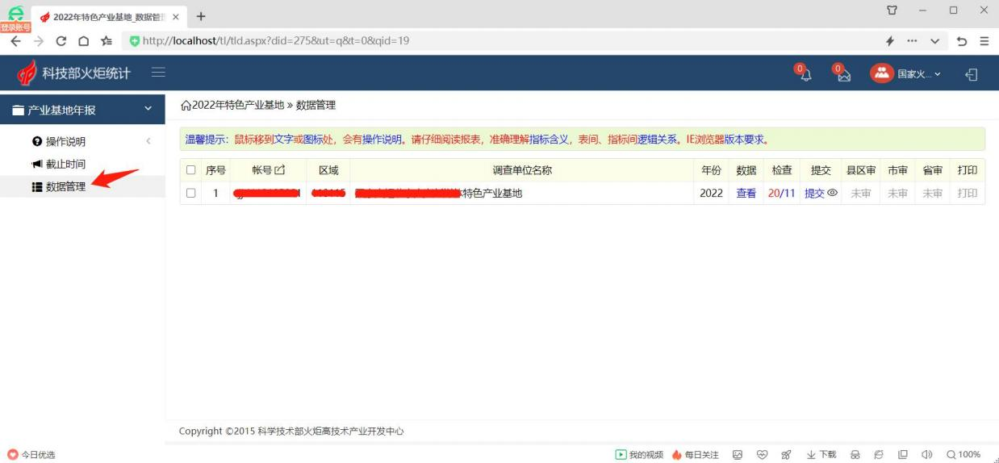 2022年特色产业基地_数据管
登录账号
http://localhost/tl/tld.aspx?did=275&ut=q&t=0&qid=19
科技部火炬统计
0
0
国家火...
产业基地年报
2022年特色产业基地 » 数据管理
操作说明
截止时间
数据管理
温馨提示：鼠标移到文字或图标处，会有操作说明。请仔细阅读报表，准确理解指标含义，表间、指标间逻辑关系。IE浏览器版本要求。
序号 帐号 区域 调查单位名称 年份 数据 检查 提交 县区审 市审 省审 打印
1 特色产业基地 2022 查看 20/11 提交 未审 未审 未审 打印
Copyright ©2015 科学技术部火炬高技术产业开发中心
今日优选
我的视频 每日关注 下载 100%